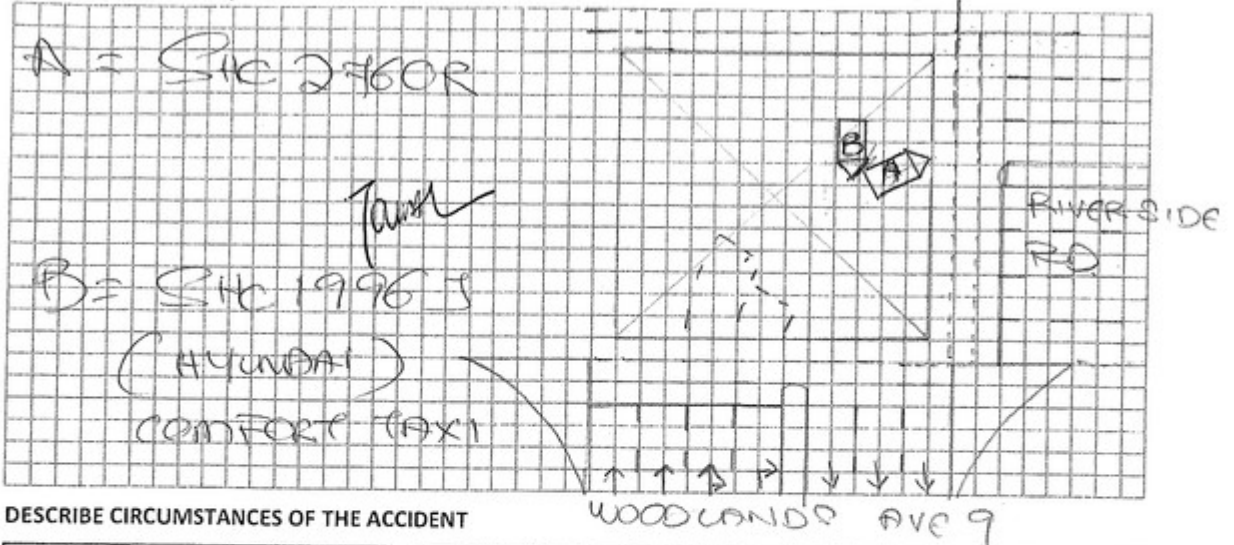 A = SHC 2760R
B = SHC 1996 J
(HYUNDAI)
COMFORT TAXI
B
A
RIVERSIDE
RD
WOODLANDS AVE 9
DESCRIBE CIRCUMSTANCES OF THE ACCIDENT